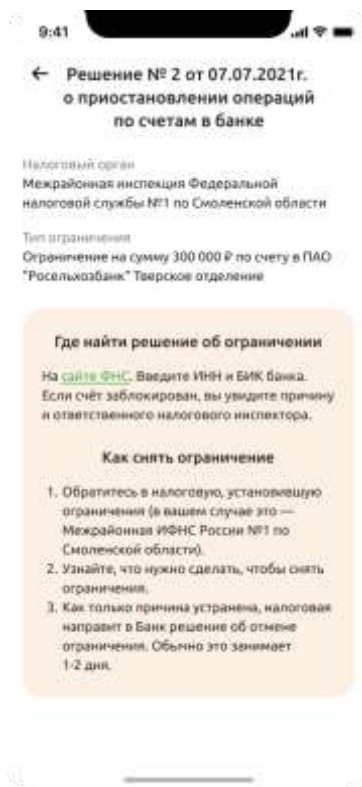 9:41
Решение № 2 от 07.07.2021г.
о приостановлении операций
по счетам в банке
Налоговый орган
Межрайонная инспекция Федеральной
налоговой службы №1 по Смоленской области
Тип ограничения
Ограничение на сумму 300 000 ₽ по счету в ПАО
"Росельхозбанк" Тверское отделение
Где найти решение об ограничении
На сайте ФНС. Введите ИНН и БИК банка.
Если счёт заблокирован, вы увидите причину
и ответственного налогового инспектора.
Как снять ограничение
1. Обратитесь в налоговую, установившую
ограничения (в вашем случае это —
Межрайонная ИФНС России №1 по
Смоленской области).
2. Узнайте, что нужно сделать, чтобы снять
ограничения.
3. Как только причина устранена, налоговая
направит в Банк решение об отмене
ограничения. Обычно это занимает
1-2 дня.